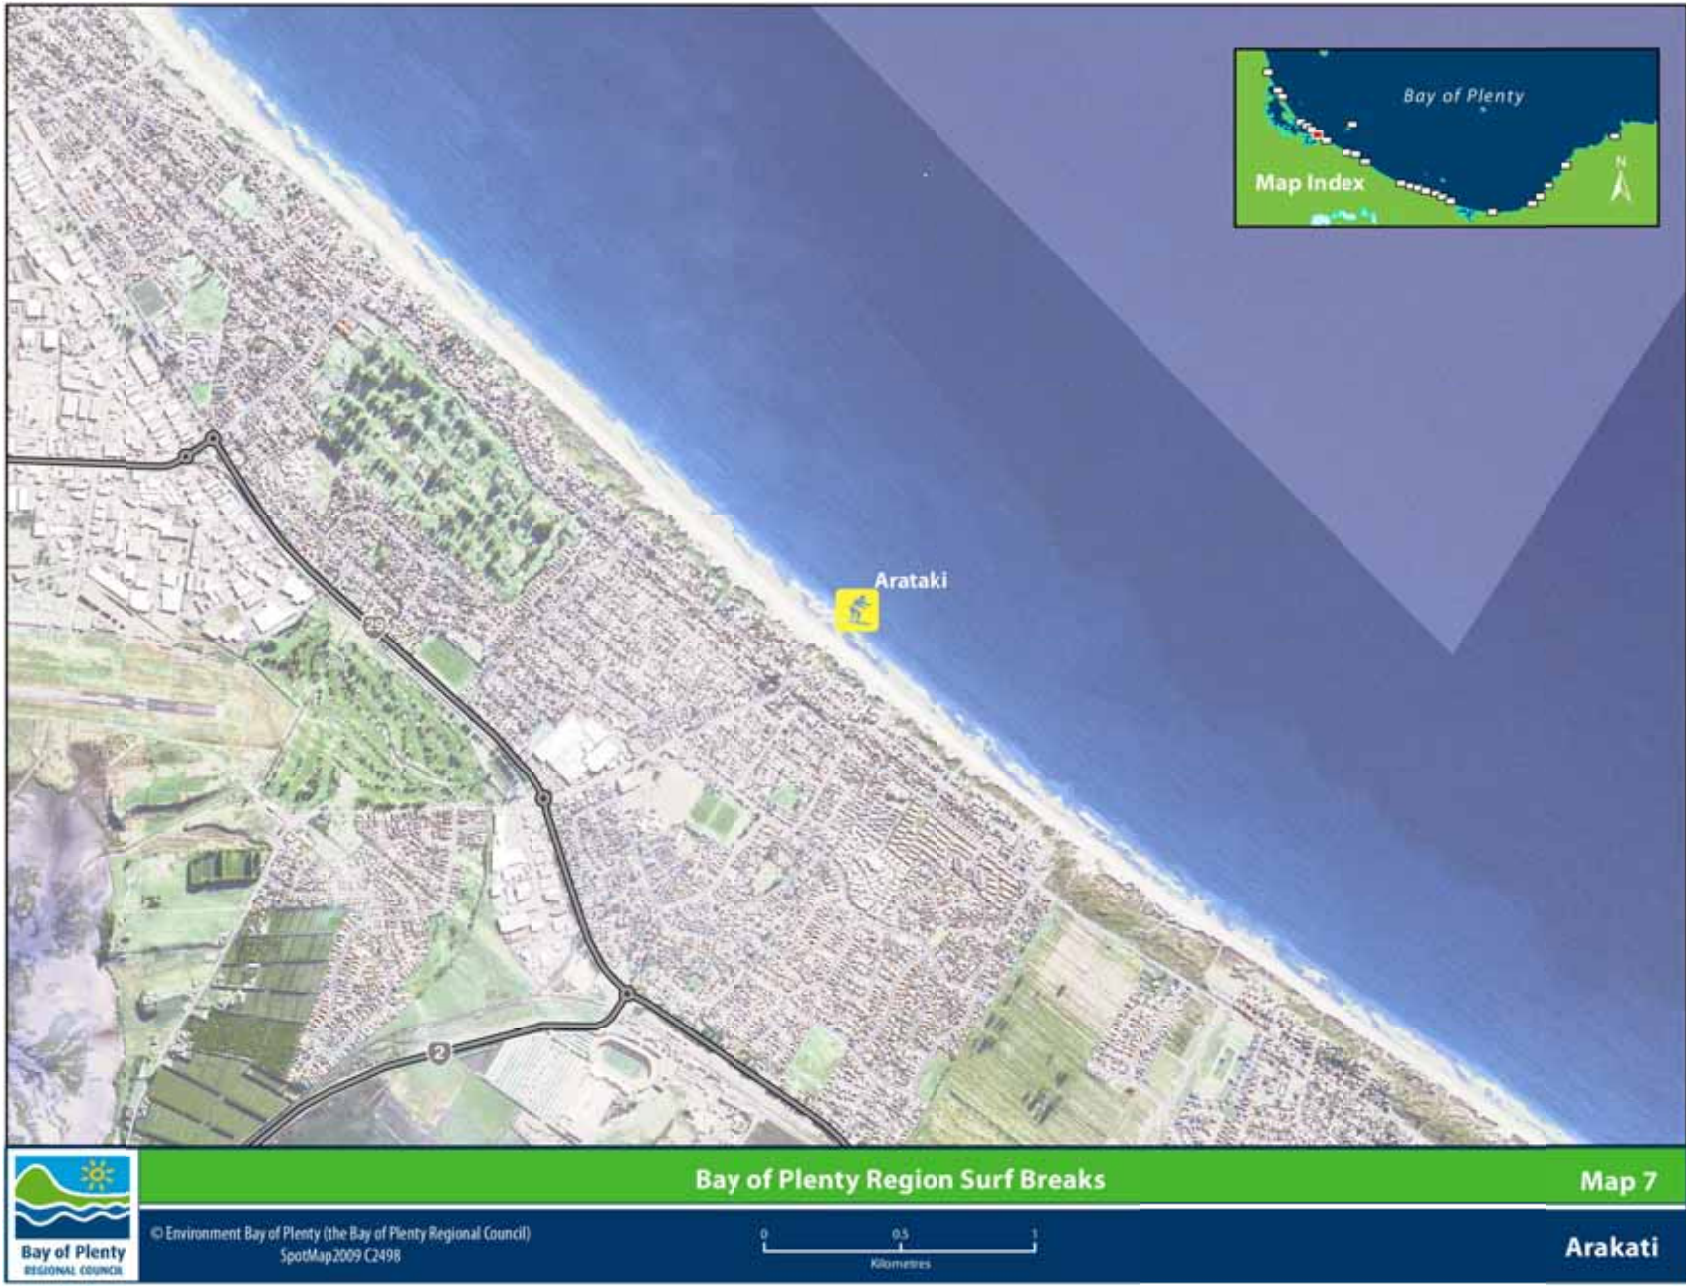 Bay of Plenty
Map Index
N
Arataki
29
2
Bay of Plenty Region Surf Breaks
Map 7
Bay of Plenty
REGIONAL COUNCIL
© Environment Bay of Plenty (the Bay of Plenty Regional Council)
SpotMap2009 C2498
0 0.5 1
Kilometres
Arakati